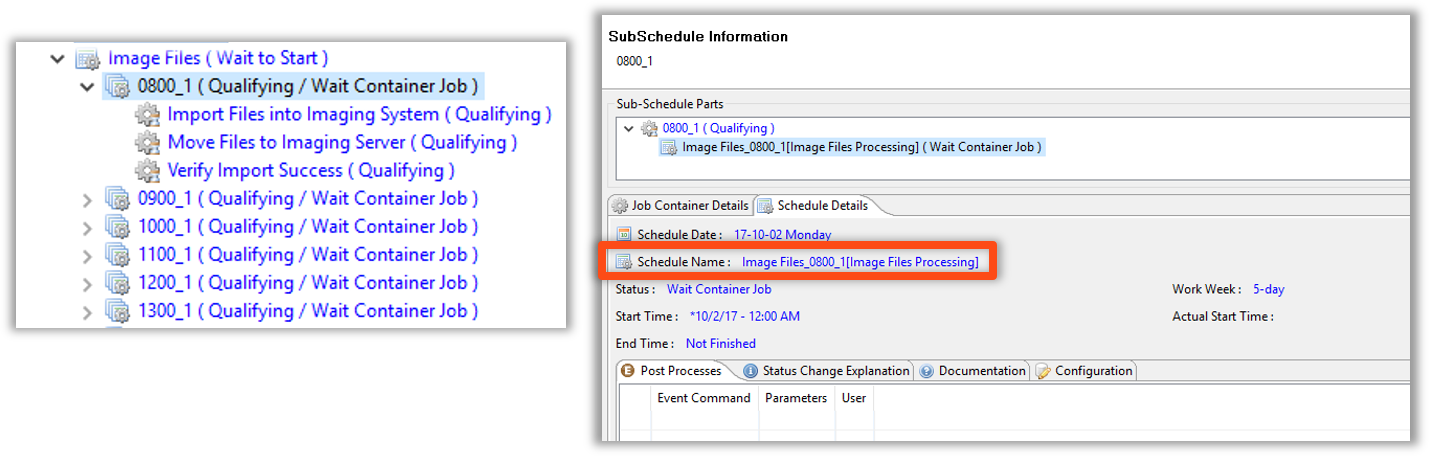 Image Files ( Wait to Start )
0800_1 ( Qualifying / Wait Container Job )
Import Files into Imaging System ( Qualifying )
Move Files to Imaging Server ( Qualifying )
Verify Import Success ( Qualifying )
0900_1 ( Qualifying / Wait Container Job )
1000_1 ( Qualifying / Wait Container Job )
1100_1 ( Qualifying / Wait Container Job )
1200_1 ( Qualifying / Wait Container Job )
1300_1 ( Qualifying / Wait Container Job )
SubSchedule Information
0800_1
Sub-Schedule Parts
0800_1 ( Qualifying )
Image Files_0800_1[Image Files Processing] ( Wait Container Job )
Job Container Details Schedule Details
Schedule Date : 17-10-02 Monday
Schedule Name : Image Files_0800_1[Image Files Processing]
Status : Wait Container Job Work Week : 5-day
Start Time : *10/2/17 - 12:00 AM Actual Start Time :
End Time : Not Finished
Post Processes Status Change Explanation Documentation Configuration
Event Command Parameters User